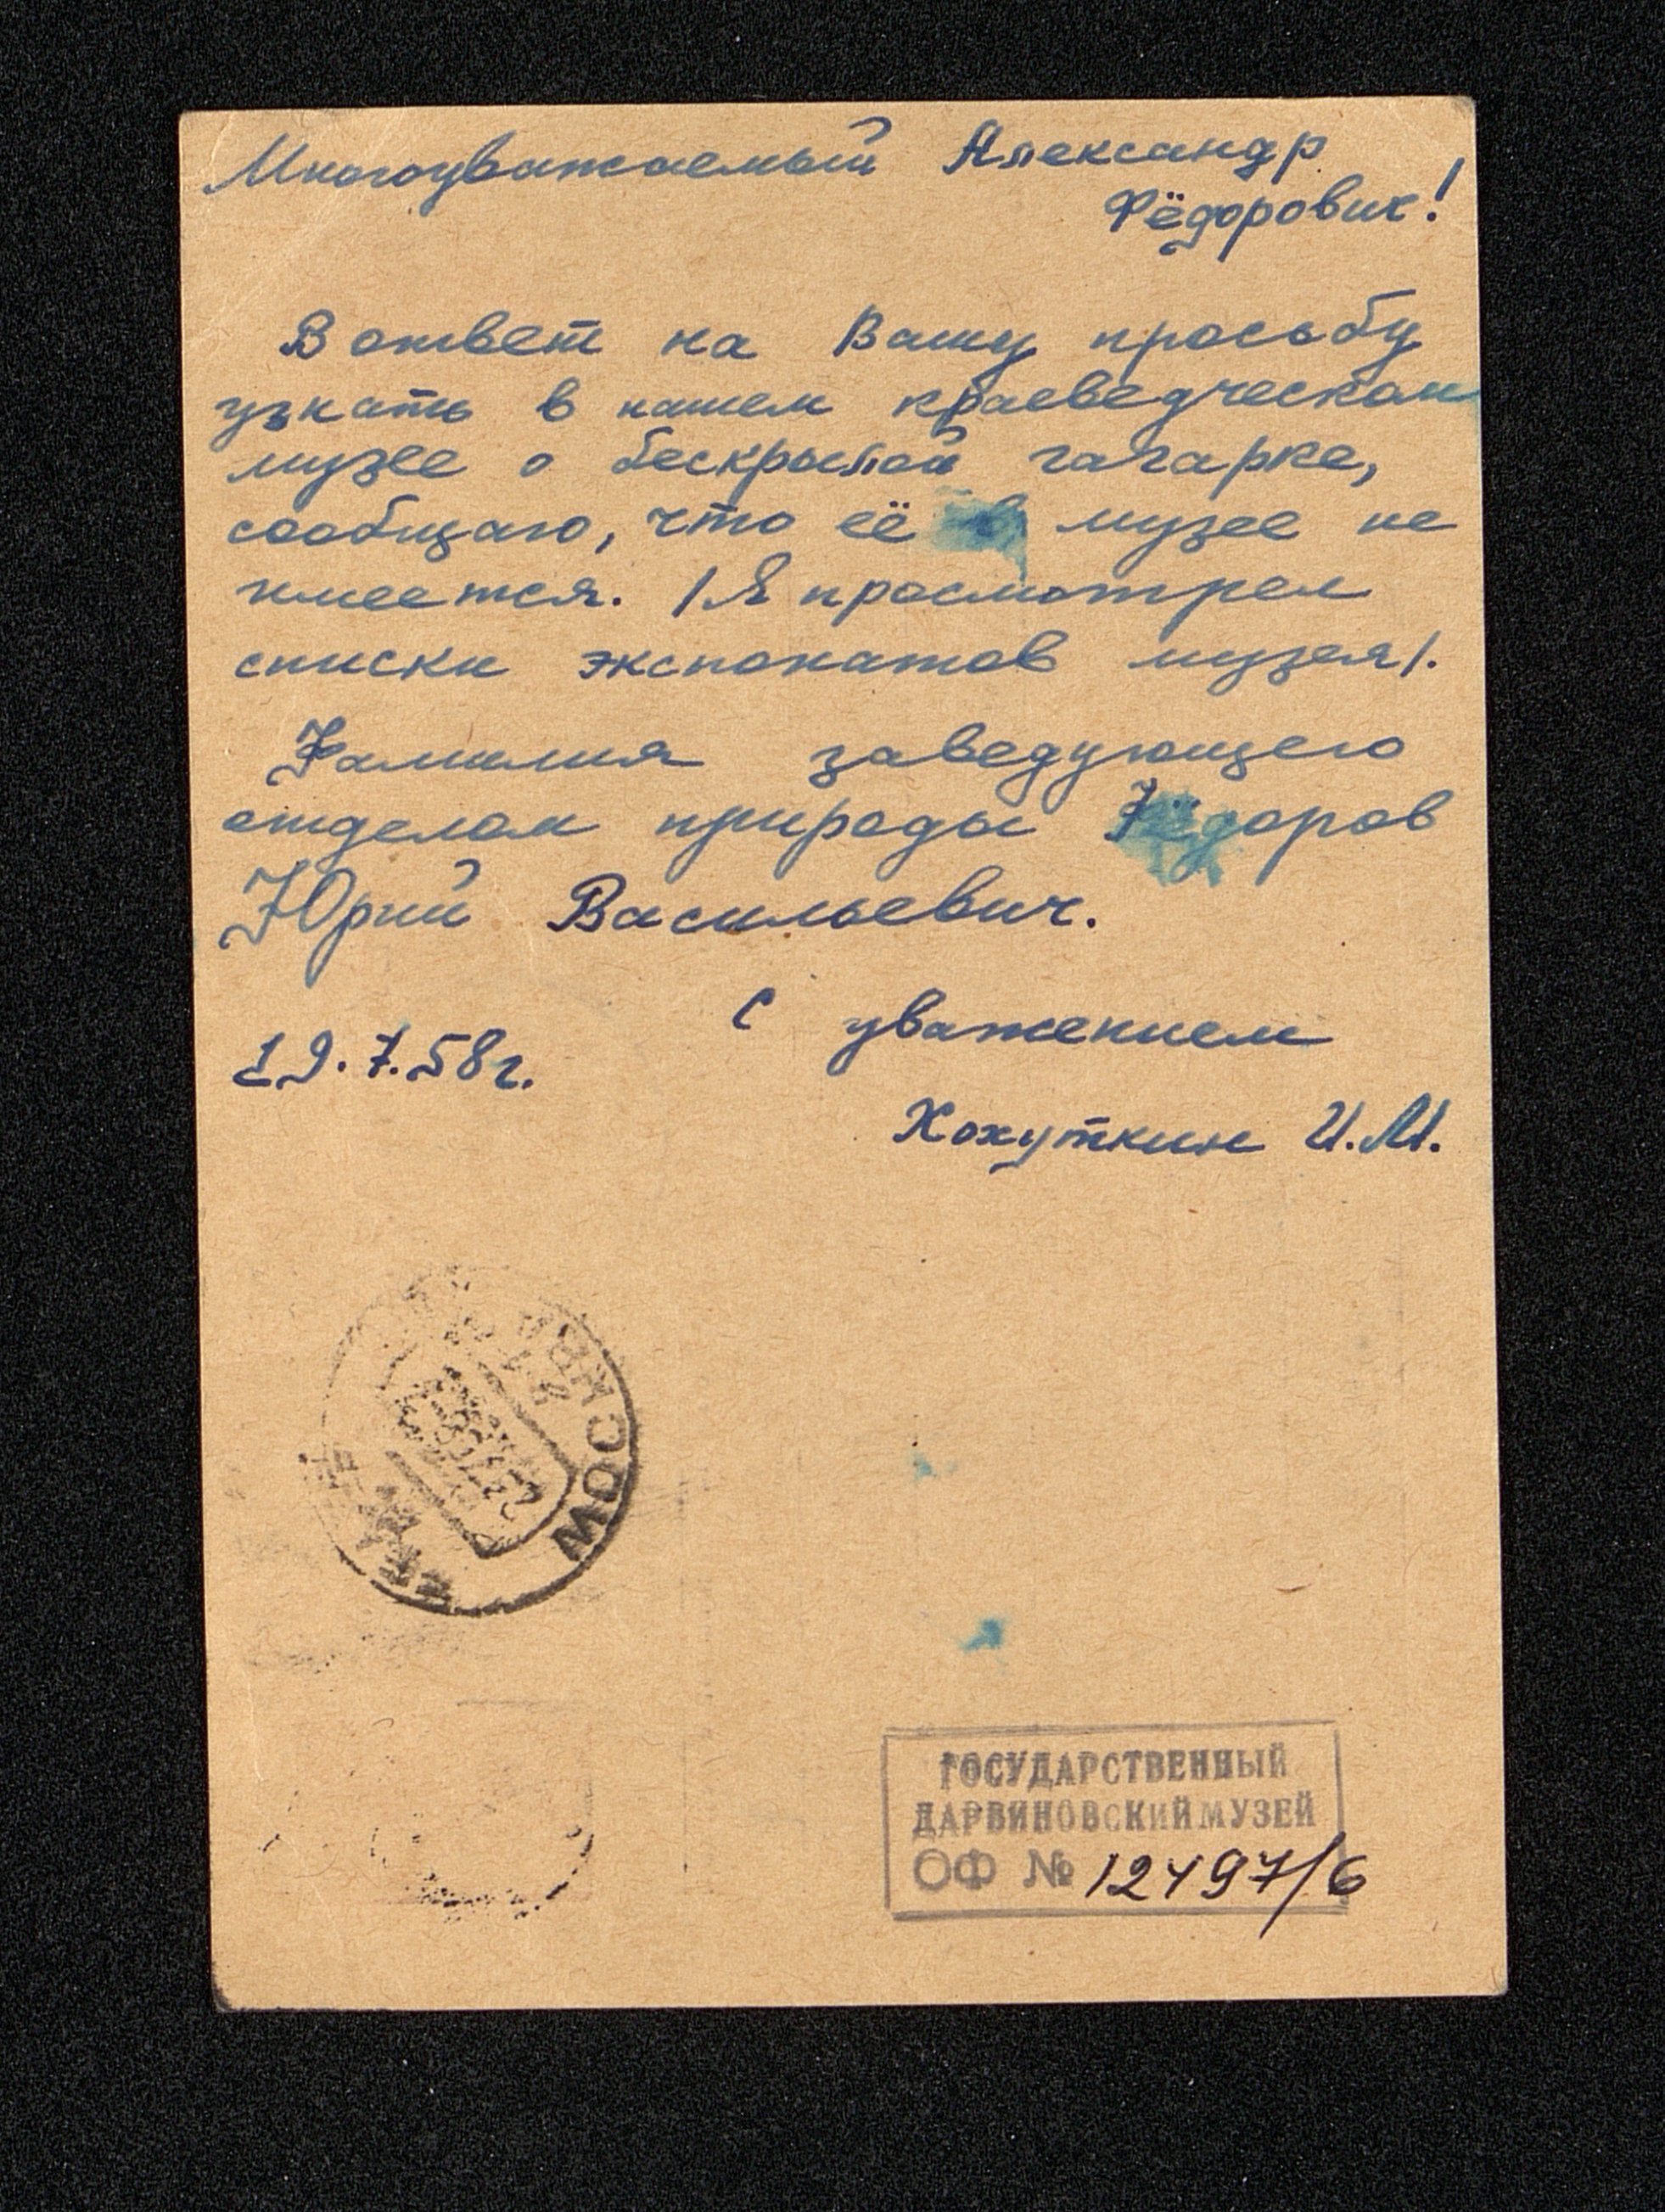 Многоуважаемый Александр
Фёдорович!
В ответ на Вашу просьбу
узнать в нашем краеведческом
музее о бескрылой гагарке,
сообщаю, что её в музее не
имеется. /Я просмотрел
списки экспонатов музея/.
Фамилия заведующего
отделом природы Фёдоров
Юрий Васильевич.
С уважением
19.7.58г.
Хохуткин И.М.
МОСКВА
ГОСУДАРСТВЕННЫЙ
ДАРВИНОВСКИЙ МУЗЕЙ
ОФ № 12497/6